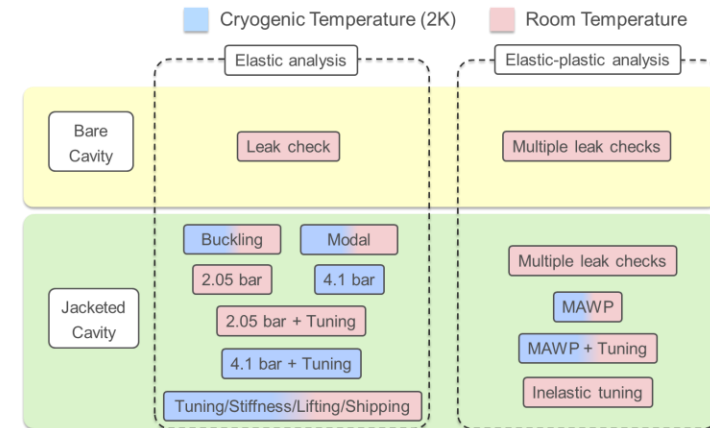 Cryogenic Temperature (2K)
Room Temperature
Elastic analysis
Elastic-plastic analysis
Bare
Cavity
Leak check
Multiple leak checks
Jacketed
Cavity
Buckling
Modal
2.05 bar
4.1 bar
2.05 bar + Tuning
4.1 bar + Tuning
Tuning/Stiffness/Lifting/Shipping
Multiple leak checks
MAWP
MAWP + Tuning
Inelastic tuning